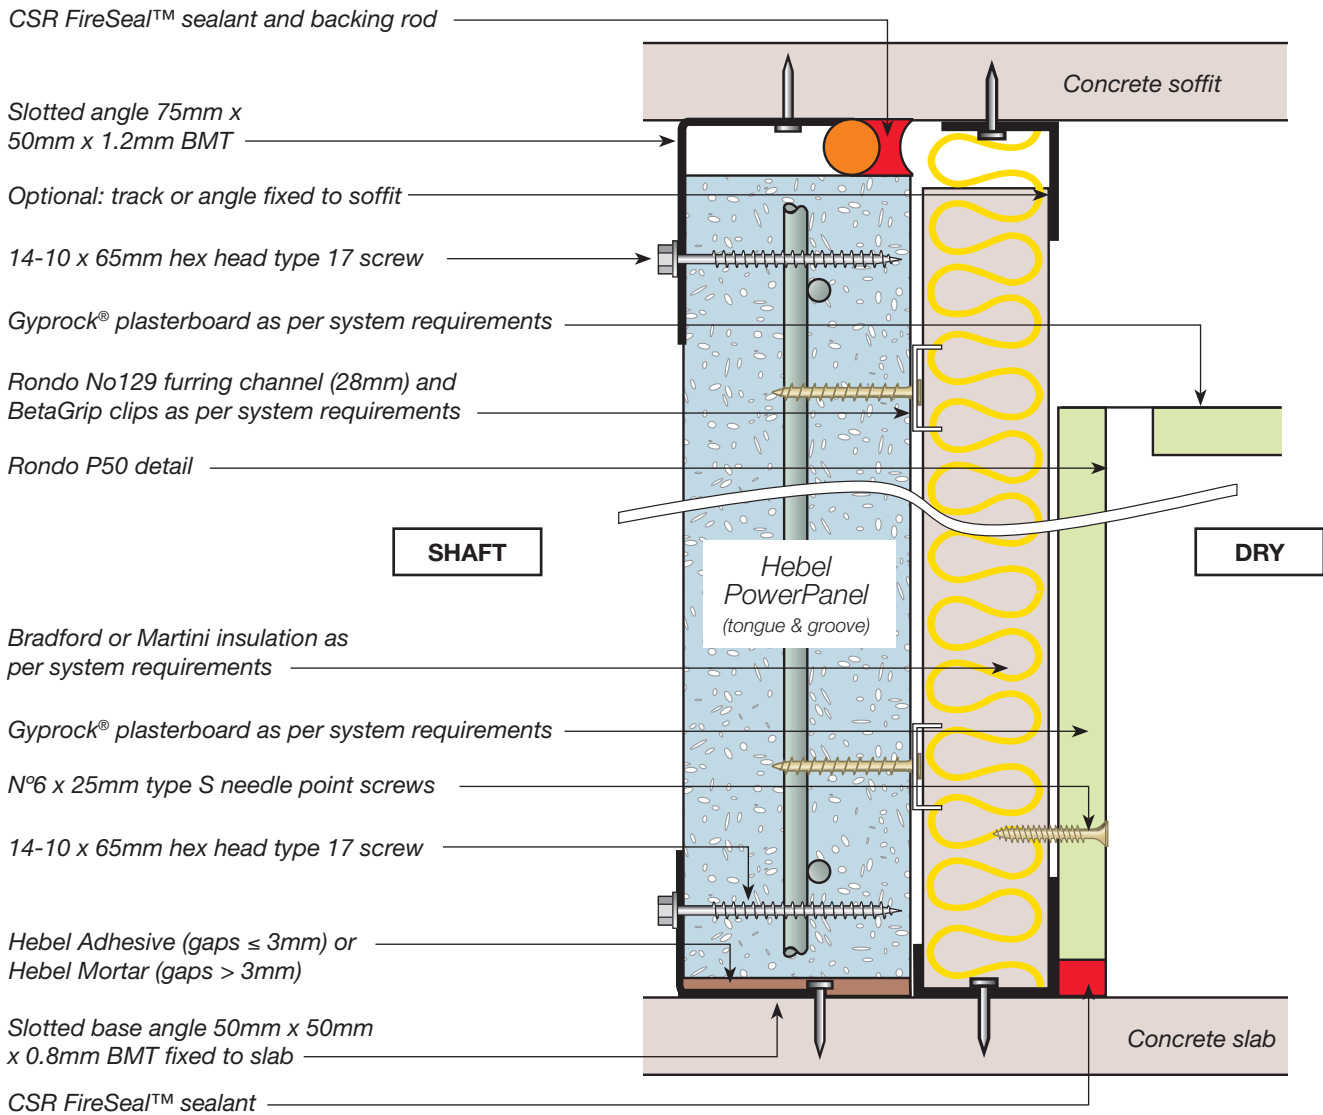 CSR FireSeal™ sealant and backing rod
Concrete soffit
Slotted angle 75mm x
50mm x 1.2mm BMT
Optional: track or angle fixed to soffit
14-10 x 65mm hex head type 17 screw
Gyprock® plasterboard as per system requirements
Rondo No129 furring channel (28mm) and
BetaGrip clips as per system requirements
Rondo P50 detail
SHAFT
Hebel
PowerPanel
(tongue & groove)
DRY
Bradford or Martini insulation as
per system requirements
Gyprock® plasterboard as per system requirements
Nº6 x 25mm type S needle point screws
14-10 x 65mm hex head type 17 screw
Hebel Adhesive (gaps ≤ 3mm) or
Hebel Mortar (gaps > 3mm)
Slotted base angle 50mm x 50mm
x 0.8mm BMT fixed to slab
Concrete slab
CSR FireSeal™ sealant